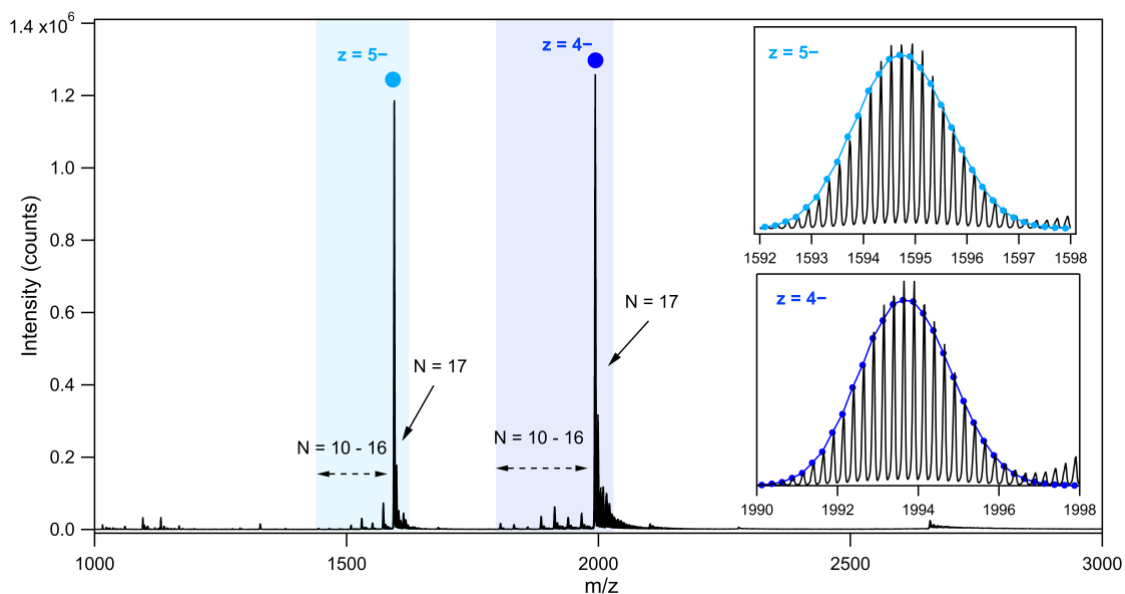 1.4 x10⁶
1.2
1.0
0.8
0.6
0.4
0.2
0.0
Intensity (counts)
z = 5−
z = 4−
N = 17
N = 10 - 16
N = 17
N = 10 - 16
1000
1500
2000
2500
3000
m/z
z = 5−
1592
1593
1594
1595
1596
1597
1598
z = 4−
1990
1992
1994
1996
1998